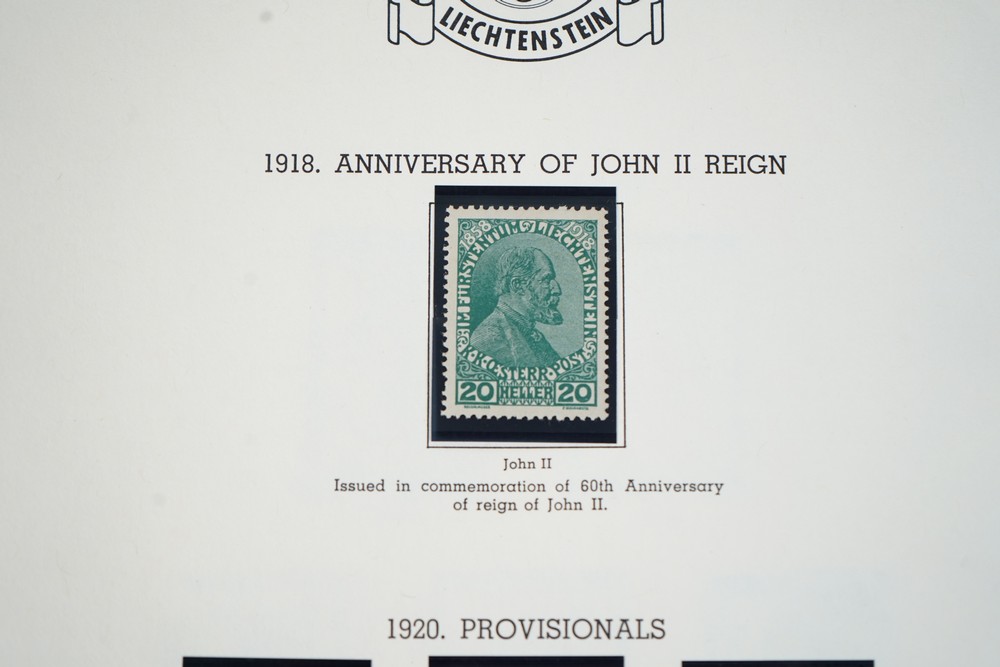 LIECHTENSTEIN
1918. ANNIVERSARY OF JOHN II REIGN
1858 1918
IM FÜRSTENTUM LIECHTENSTEIN
K.K. ÖSTERR. POST
20 HELLER 20
John II
Issued in commemoration of 60th Anniversary
of reign of John II.
1920. PROVISIONALS